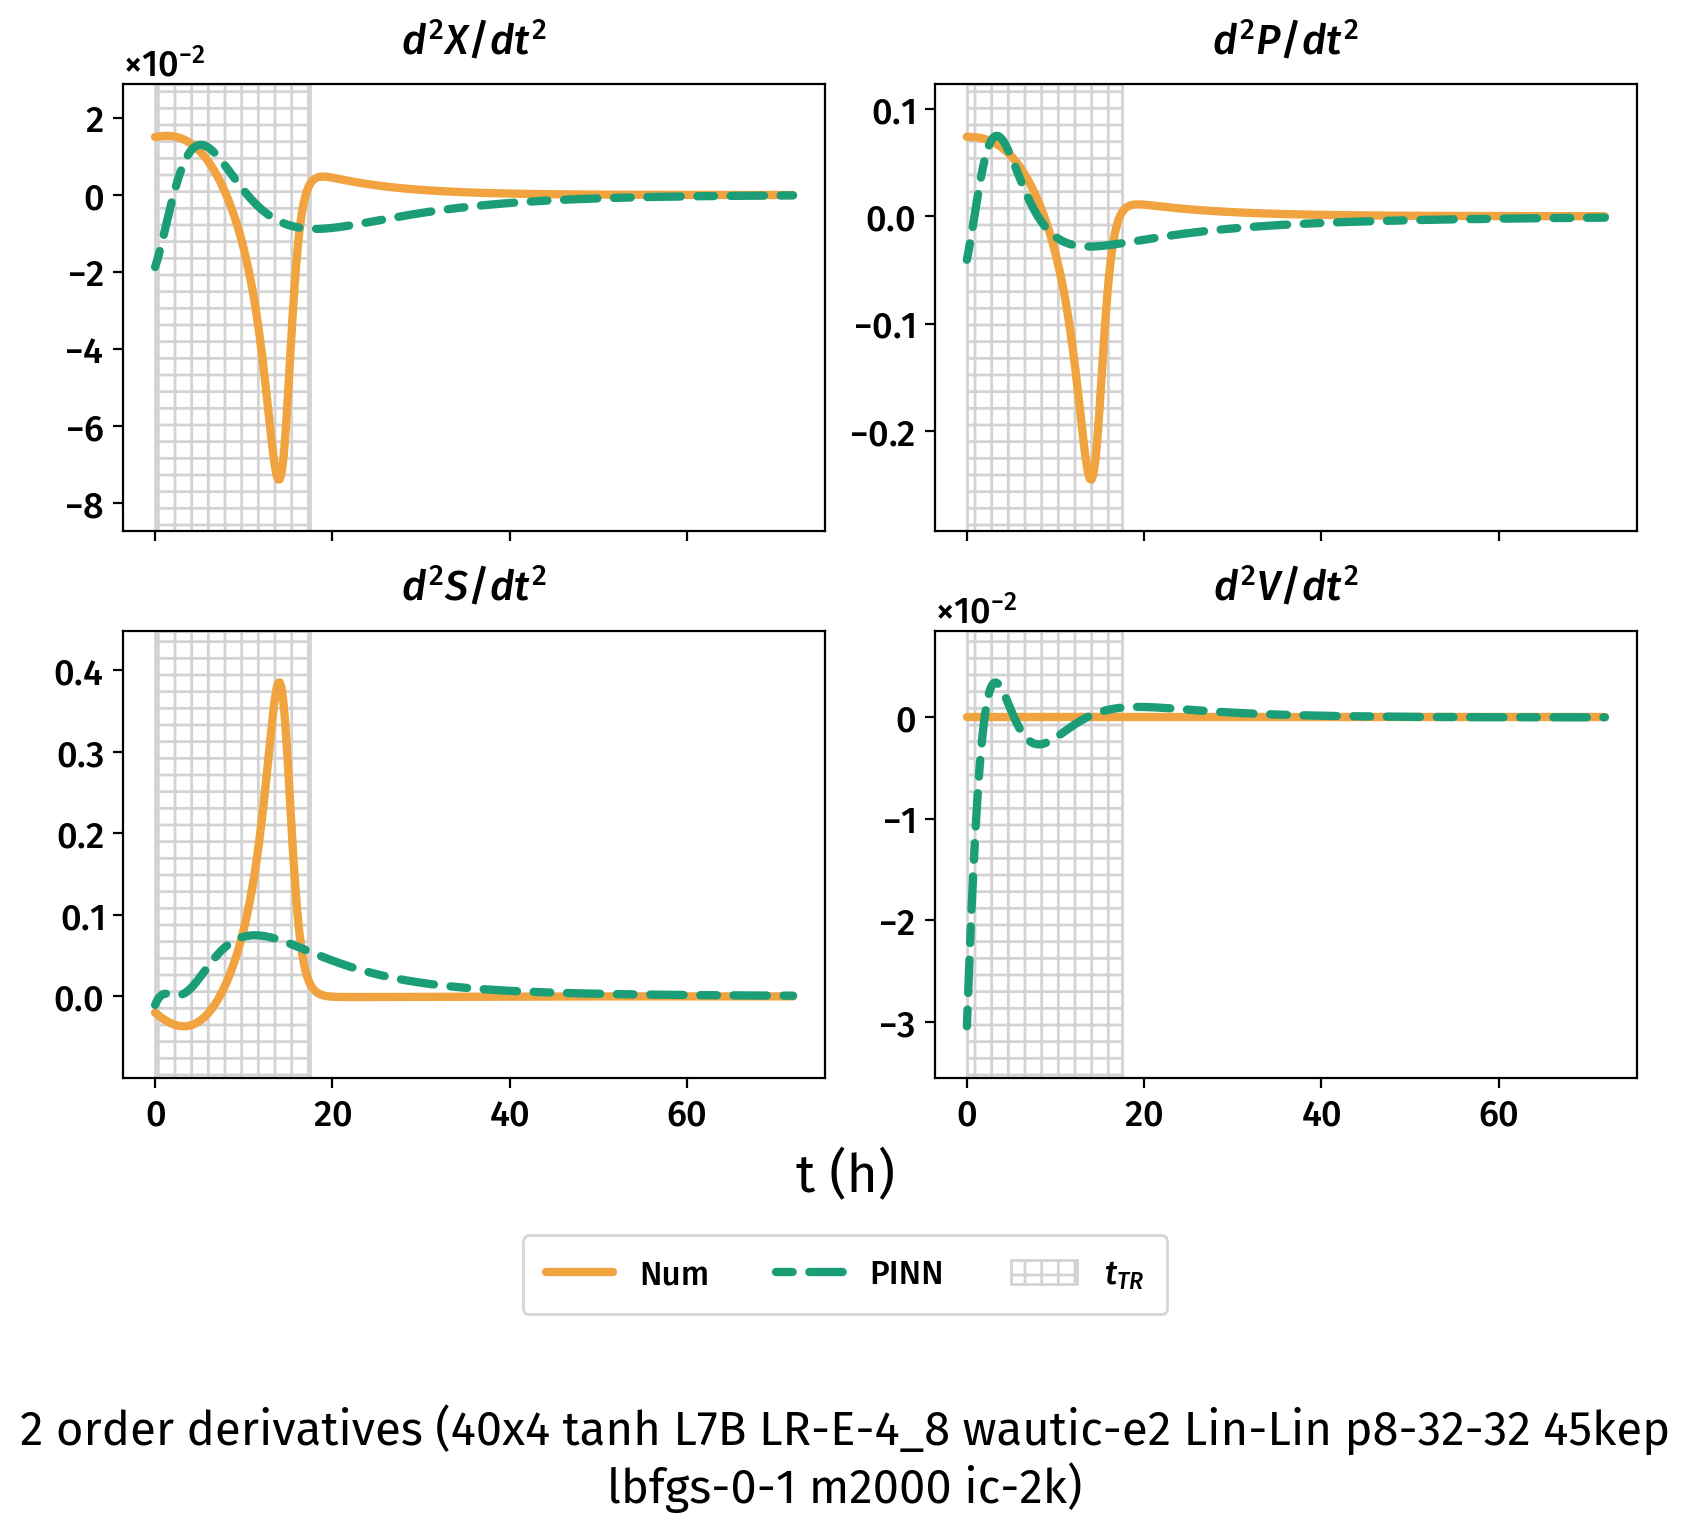 d²X/dt²
×10⁻²
2
0
−2
−4
−6
−8
d²P/dt²
0.1
0.0
−0.1
−0.2
d²S/dt²
0.4
0.3
0.2
0.1
0.0
0 20 40 60
d²V/dt²
×10⁻²
0
−1
−2
−3
0 20 40 60
t (h)
Num PINN t_TR
2 order derivatives (40x4 tanh L7B LR-E-4_8 wautic-e2 Lin-Lin p8-32-32 45kep
lbfgs-0-1 m2000 ic-2k)